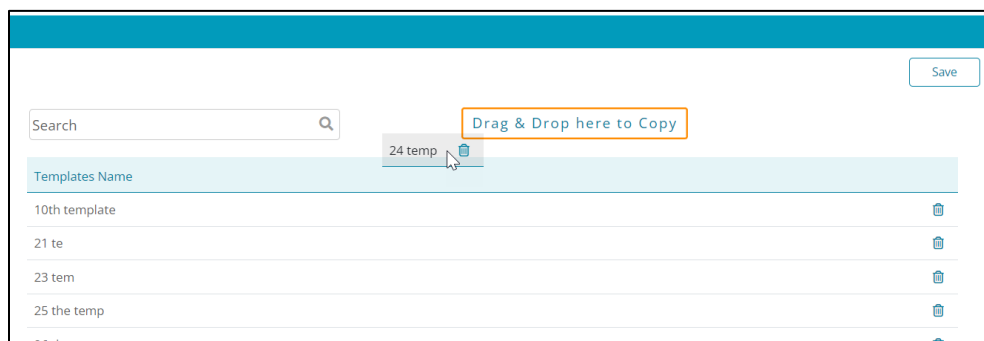 Save
Search
Drag & Drop here to Copy
24 temp
Templates Name
10th template
21 te
23 tem
25 the temp